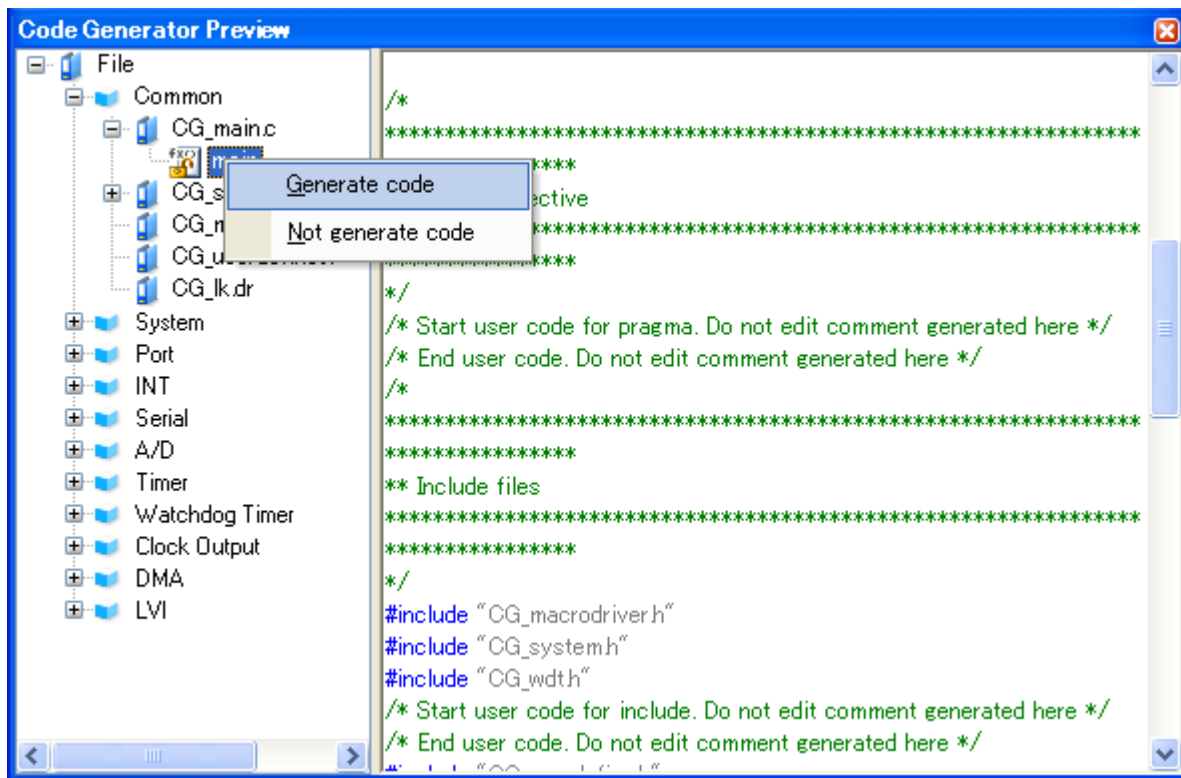 Code Generator Preview
File
Common
CG_main.c
main
Generate code
Not generate code
CG_s
CG_lk.dr
System
Port
INT
Serial
A/D
Timer
Watchdog Timer
Clock Output
DMA
LVI
/*
**************************************************************
****
ective
**************************************************************
****
*/
/* Start user code for pragma. Do not edit comment generated here */
/* End user code. Do not edit comment generated here */
/*
**************************************************************
****************
** Include files
**************************************************************
****************
*/
#include "CG_macrodriver.h"
#include "CG_system.h"
#include "CG_wdt.h"
/* Start user code for include. Do not edit comment generated here */
/* End user code. Do not edit comment generated here */